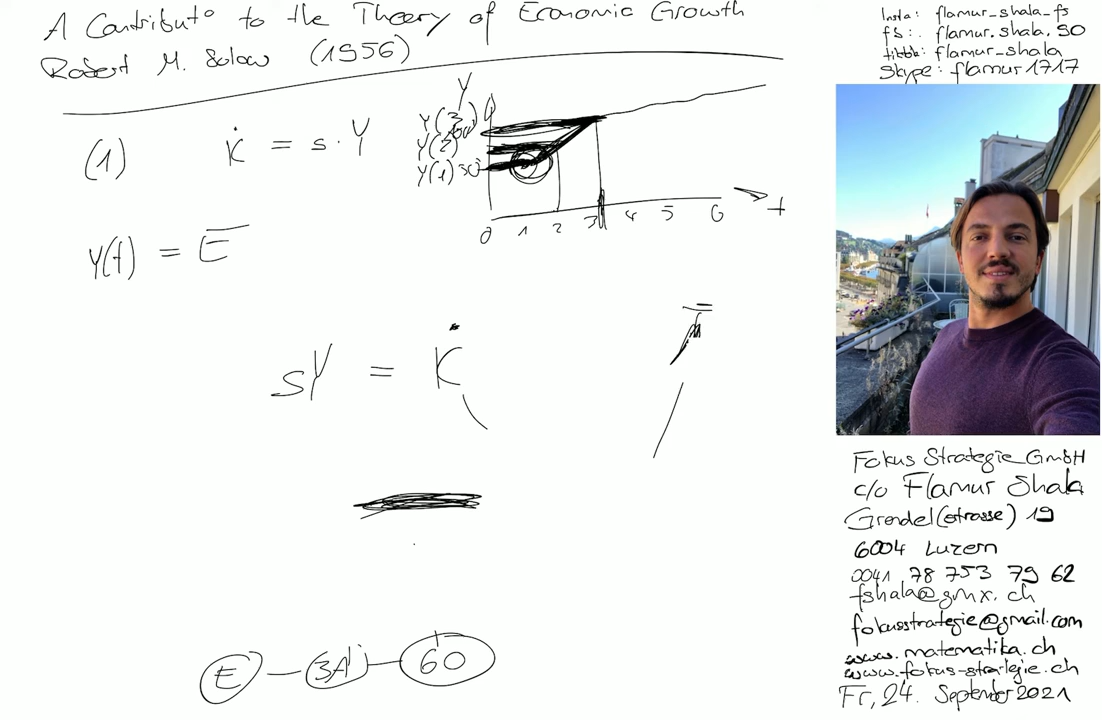 A Contributo to the Theory of Economic Growth
Robert M. Solow (1956)
(1) K̇ = s · Y
Y
Y(3)
Y(2)
Y(1) 50
0 1 2 3 4 5 6 t
y(t) = E
sY = K̇
E – 3A – 60
Insta: flamur_shala_fs
fs:. flamur.shala.90
tiktok: flamur_shala
Skype: flamur1717
Fokus Strategie GmbH
c/o Flamur Shala
Grendel(strasse) 19
6004 Luzern
0041 78 753 79 62
fshala@gmx.ch
fokusstrategie@gmail.com
www.matematika.ch
www.fokus-strategie.ch
Fr, 24. September 2021